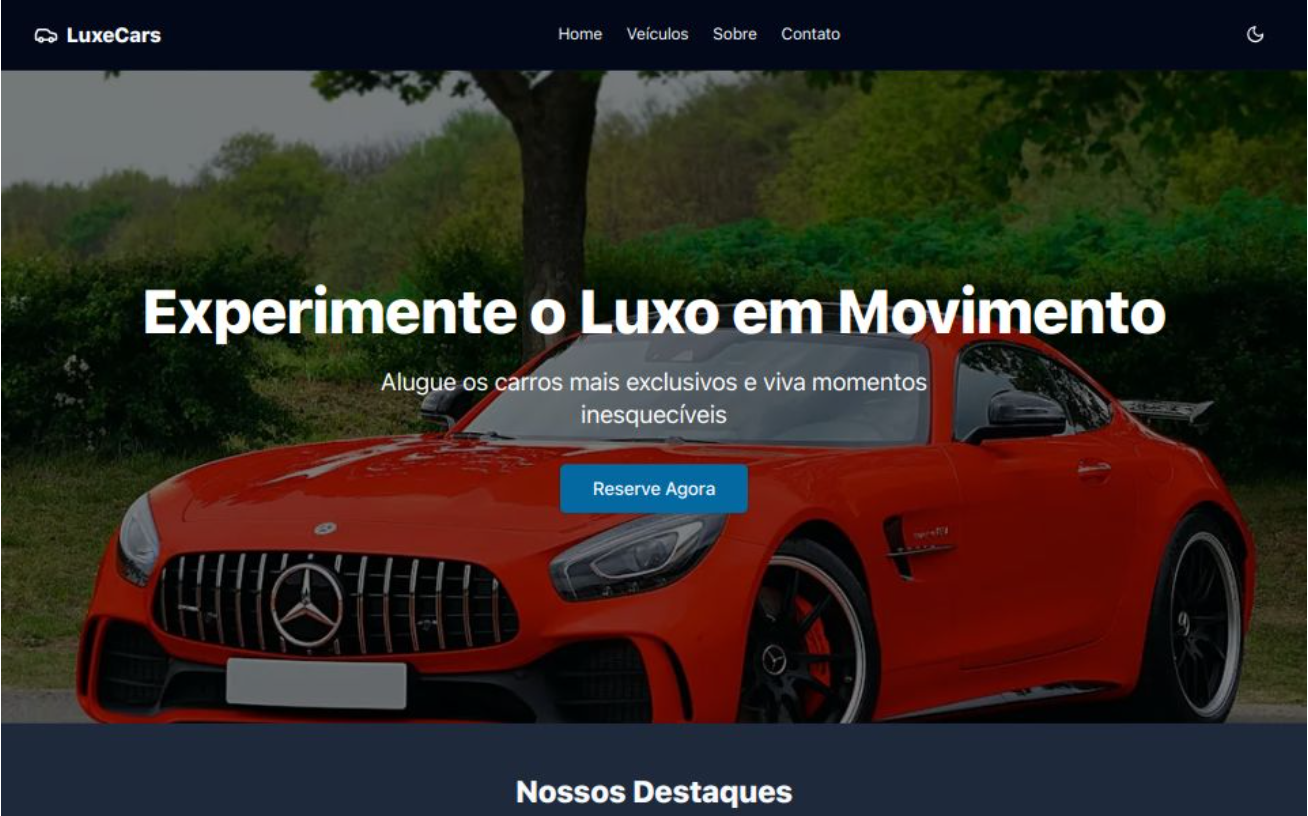 LuxeCars
Home Veículos Sobre Contato
Experimente o Luxo em Movimento
Alugue os carros mais exclusivos e viva momentos
inesquecíveis
Reserve Agora
Nossos Destaques